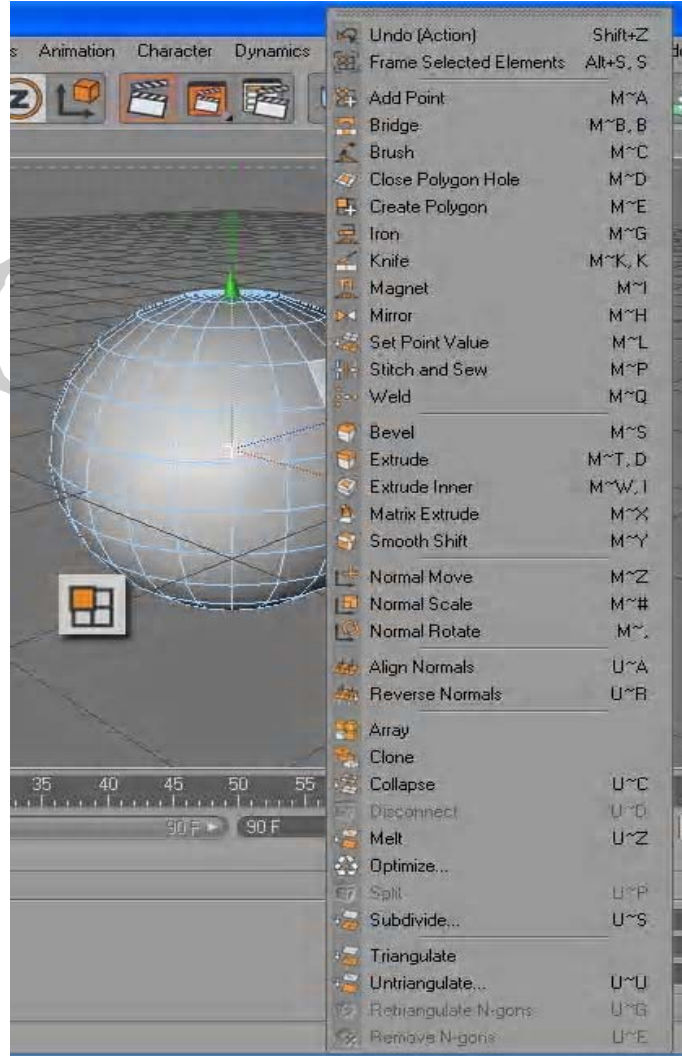 Animation Character Dynamics
Undo (Action) Shift+Z
Frame Selected Elements Alt+S, S
Add Point M~A
Bridge M~B, B
Brush M~C
Close Polygon Hole M~D
Create Polygon M~E
Iron M~G
Knife M~K, K
Magnet M~I
Mirror M~H
Set Point Value M~L
Stitch and Sew M~P
Weld M~Q
Bevel M~S
Extrude M~T, D
Extrude Inner M~W, I
Matrix Extrude M~X
Smooth Shift M~Y
Normal Move M~Z
Normal Scale M~#
Normal Rotate M~,
Align Normals U~A
Reverse Normals U~R
Array
Clone
Collapse U~C
Disconnect U~D
Melt U~Z
Optimize...
Split U~P
Subdivide... U~S
Triangulate
Untriangulate... U~U
Retriangulate N-gons U~G
Remove N-gons U~E
35 40 45 50 55
90 F 90 F